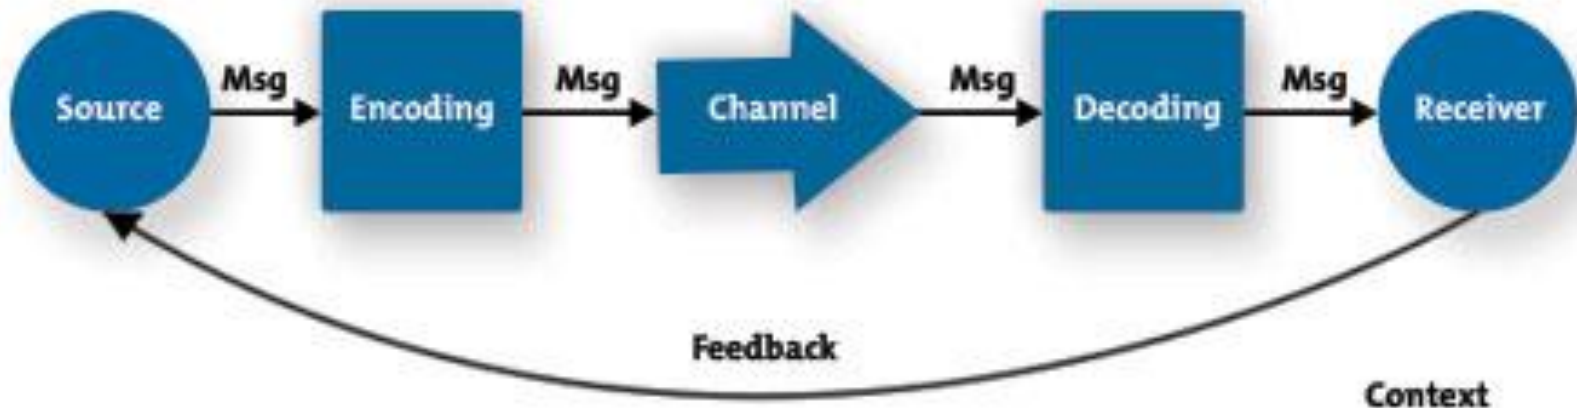 Msg Msg Msg Msg
Source Encoding Channel Decoding Receiver
Feedback
Context